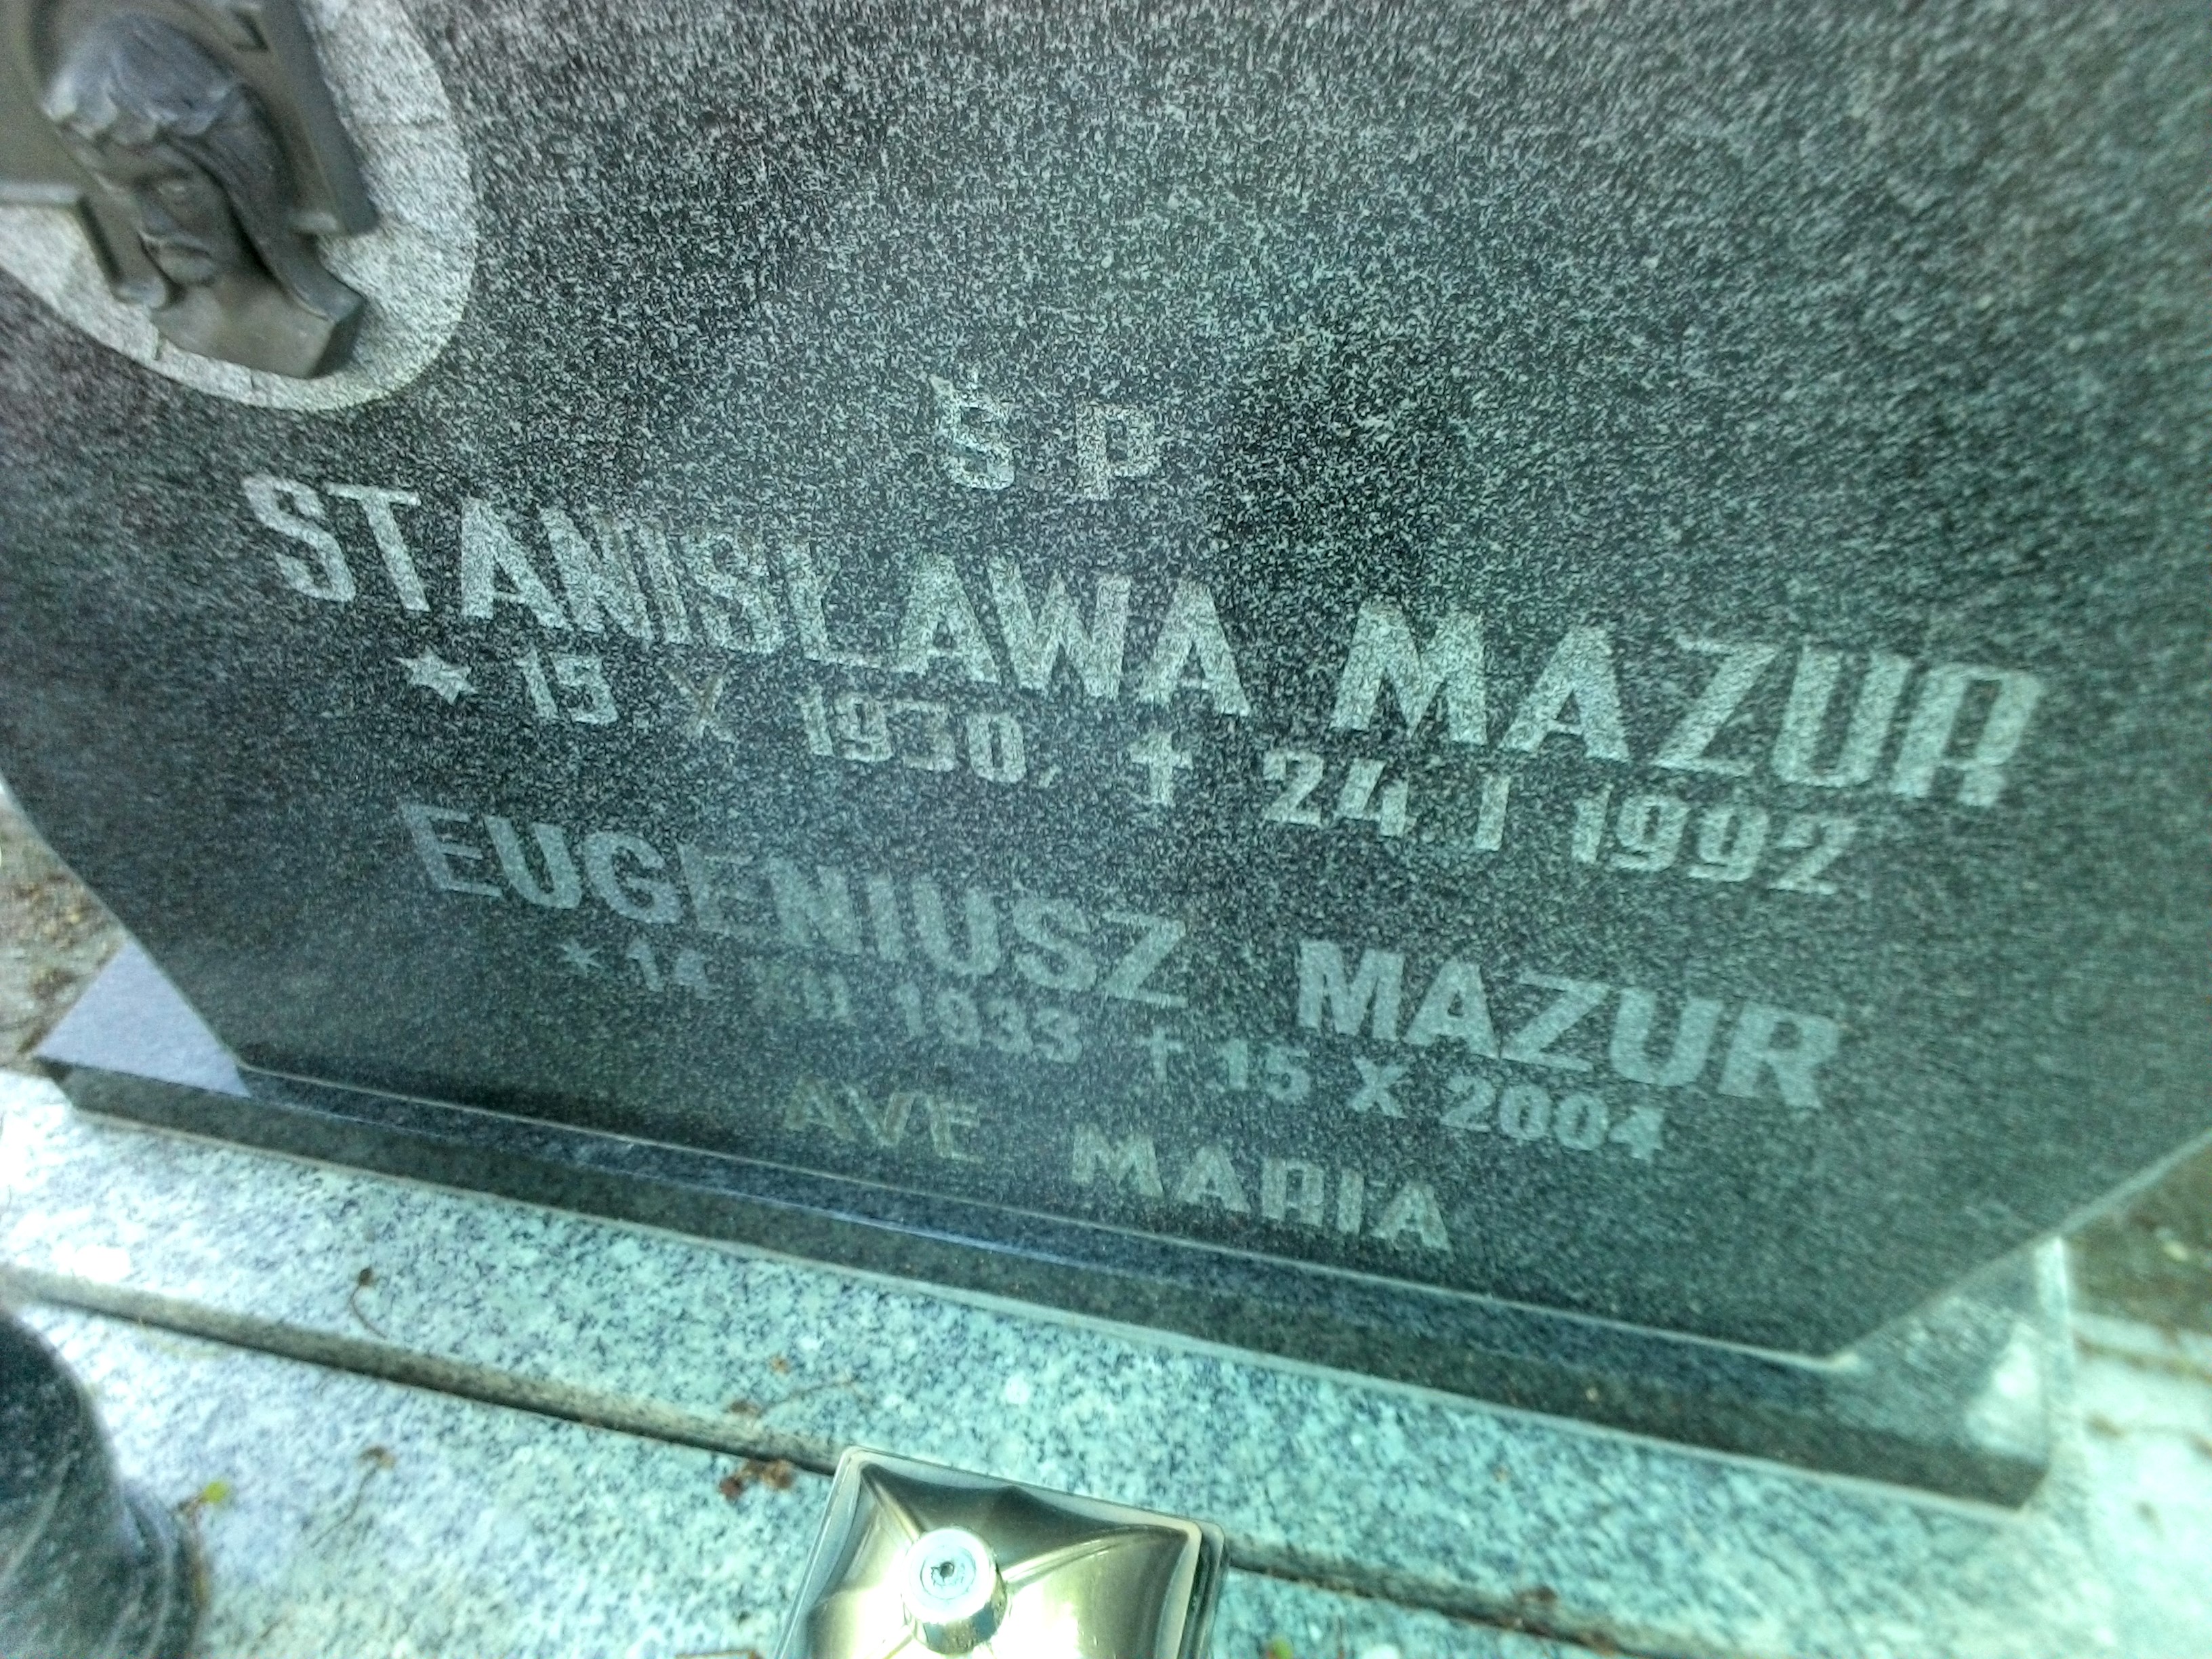 Ś P
STANISŁAWA MAZUR
★ 15 X 1930, † 24 I 1992
EUGENIUSZ MAZUR
★ 14 XII 1933 † 15 X 2004
AVE MARIA